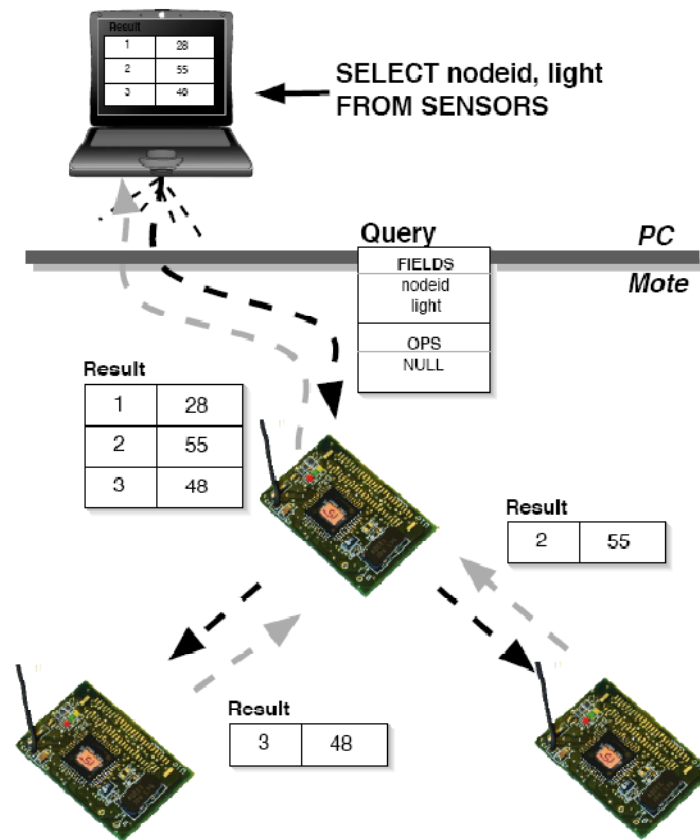 Result
1 28
2 55
3 48
SELECT nodeid, light
FROM SENSORS
Query
PC
Mote
FIELDS
nodeid
light
OPS
NULL
Result
1 28
2 55
3 48
Result
2 55
Result
3 48